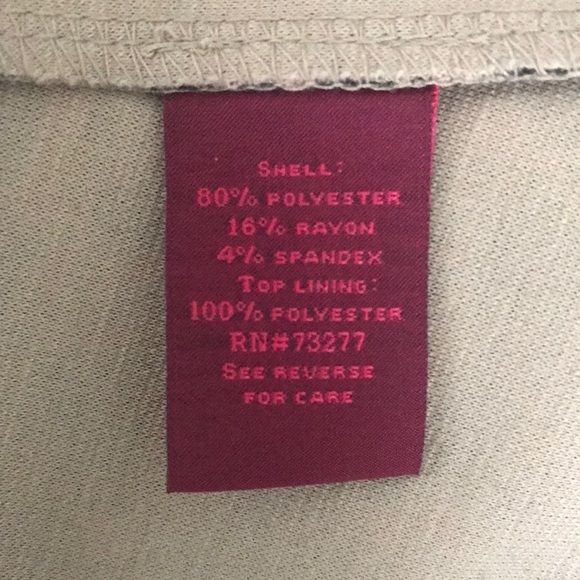 SHELL:
80% POLYESTER
16% RAYON
4% SPANDEX
TOP LINING:
100% POLYESTER
RN#73277
SEE REVERSE
FOR CARE